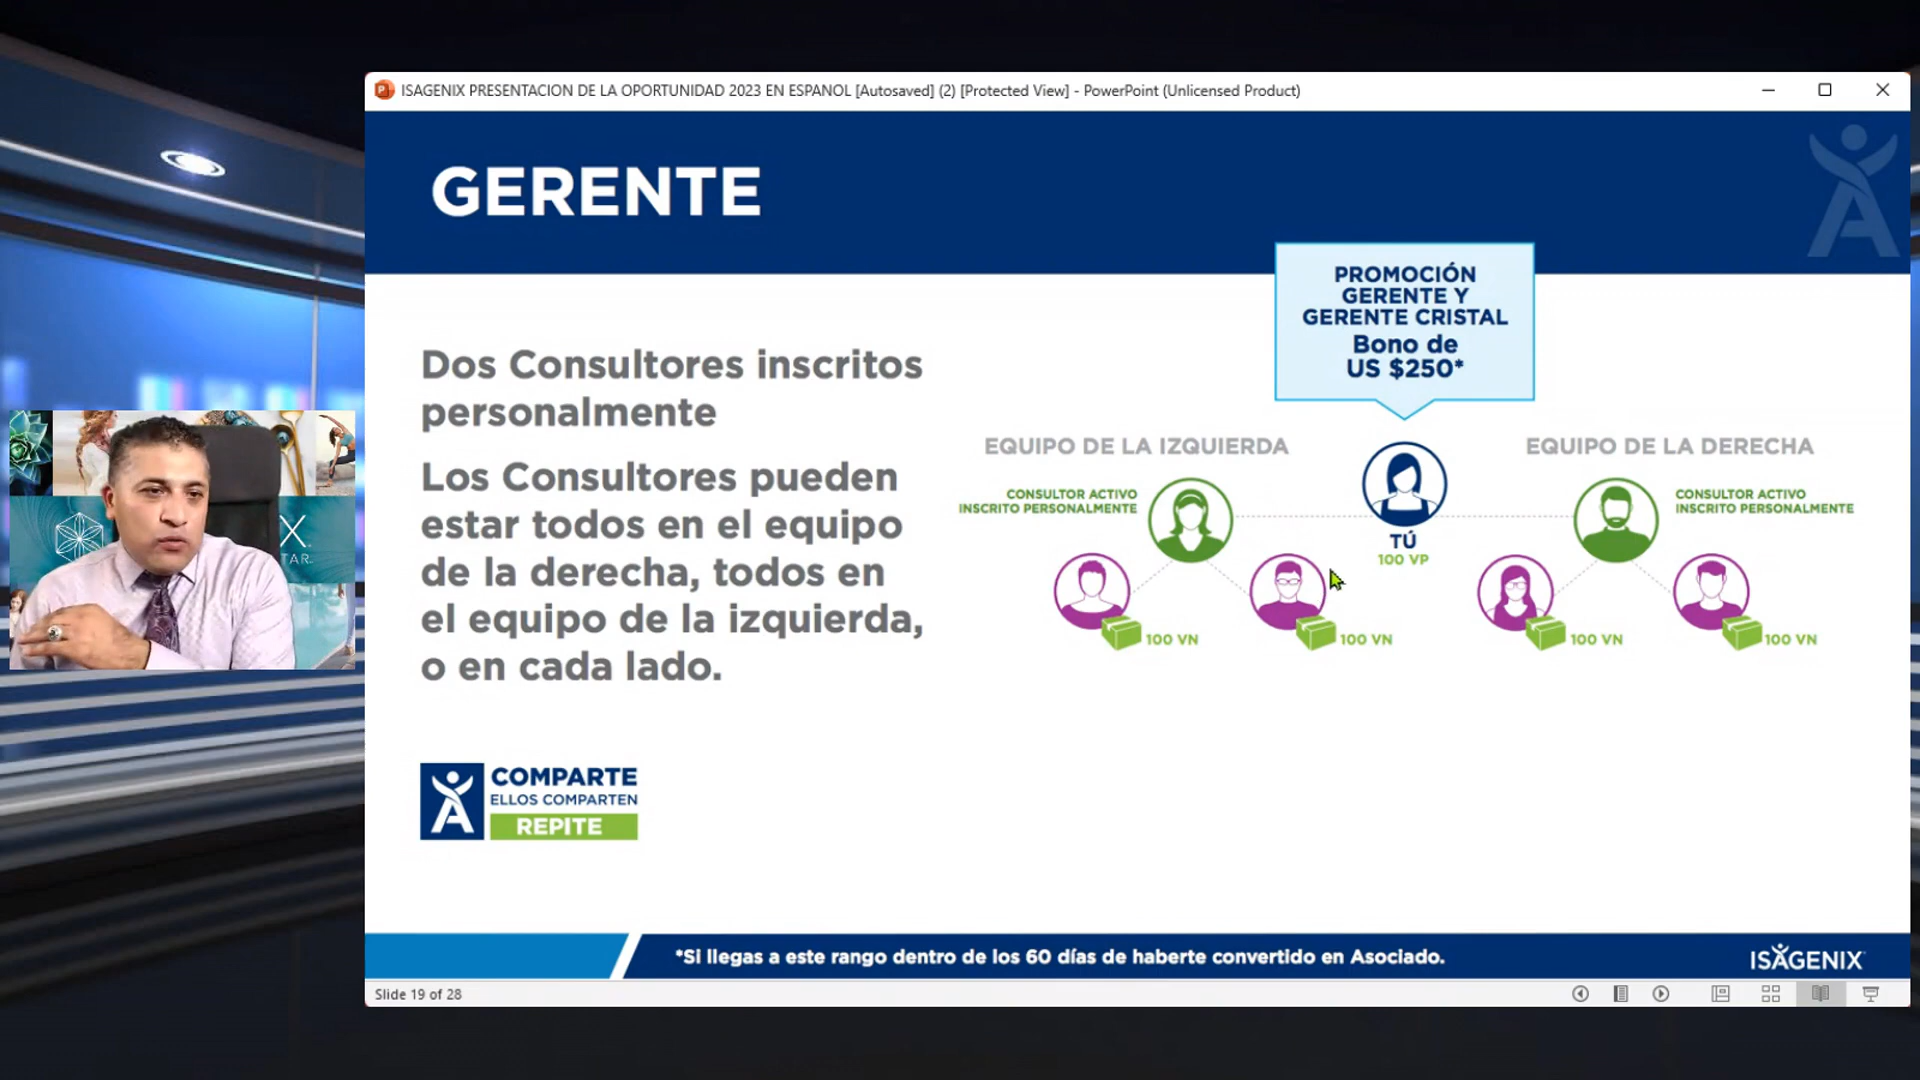 ISAGENIX PRESENTACION DE LA OPORTUNIDAD 2023 EN ESPANOL [Autosaved] (2) [Protected View] - PowerPoint (Unlicensed Product)
GERENTE
PROMOCIÓN
GERENTE Y
GERENTE CRISTAL
Bono de
US $250*
Dos Consultores inscritos
personalmente
Los Consultores pueden
estar todos en el equipo
de la derecha, todos en
el equipo de la izquierda,
o en cada lado.
EQUIPO DE LA IZQUIERDA
EQUIPO DE LA DERECHA
CONSULTOR ACTIVO
INSCRITO PERSONALMENTE
TÚ
100 VP
CONSULTOR ACTIVO
INSCRITO PERSONALMENTE
100 VN
100 VN
100 VN
100 VN
COMPARTE
ELLOS COMPARTEN
REPITE
*Si llegas a este rango dentro de los 60 días de haberte convertido en Asociado.
ISAGENIX
Slide 19 of 28